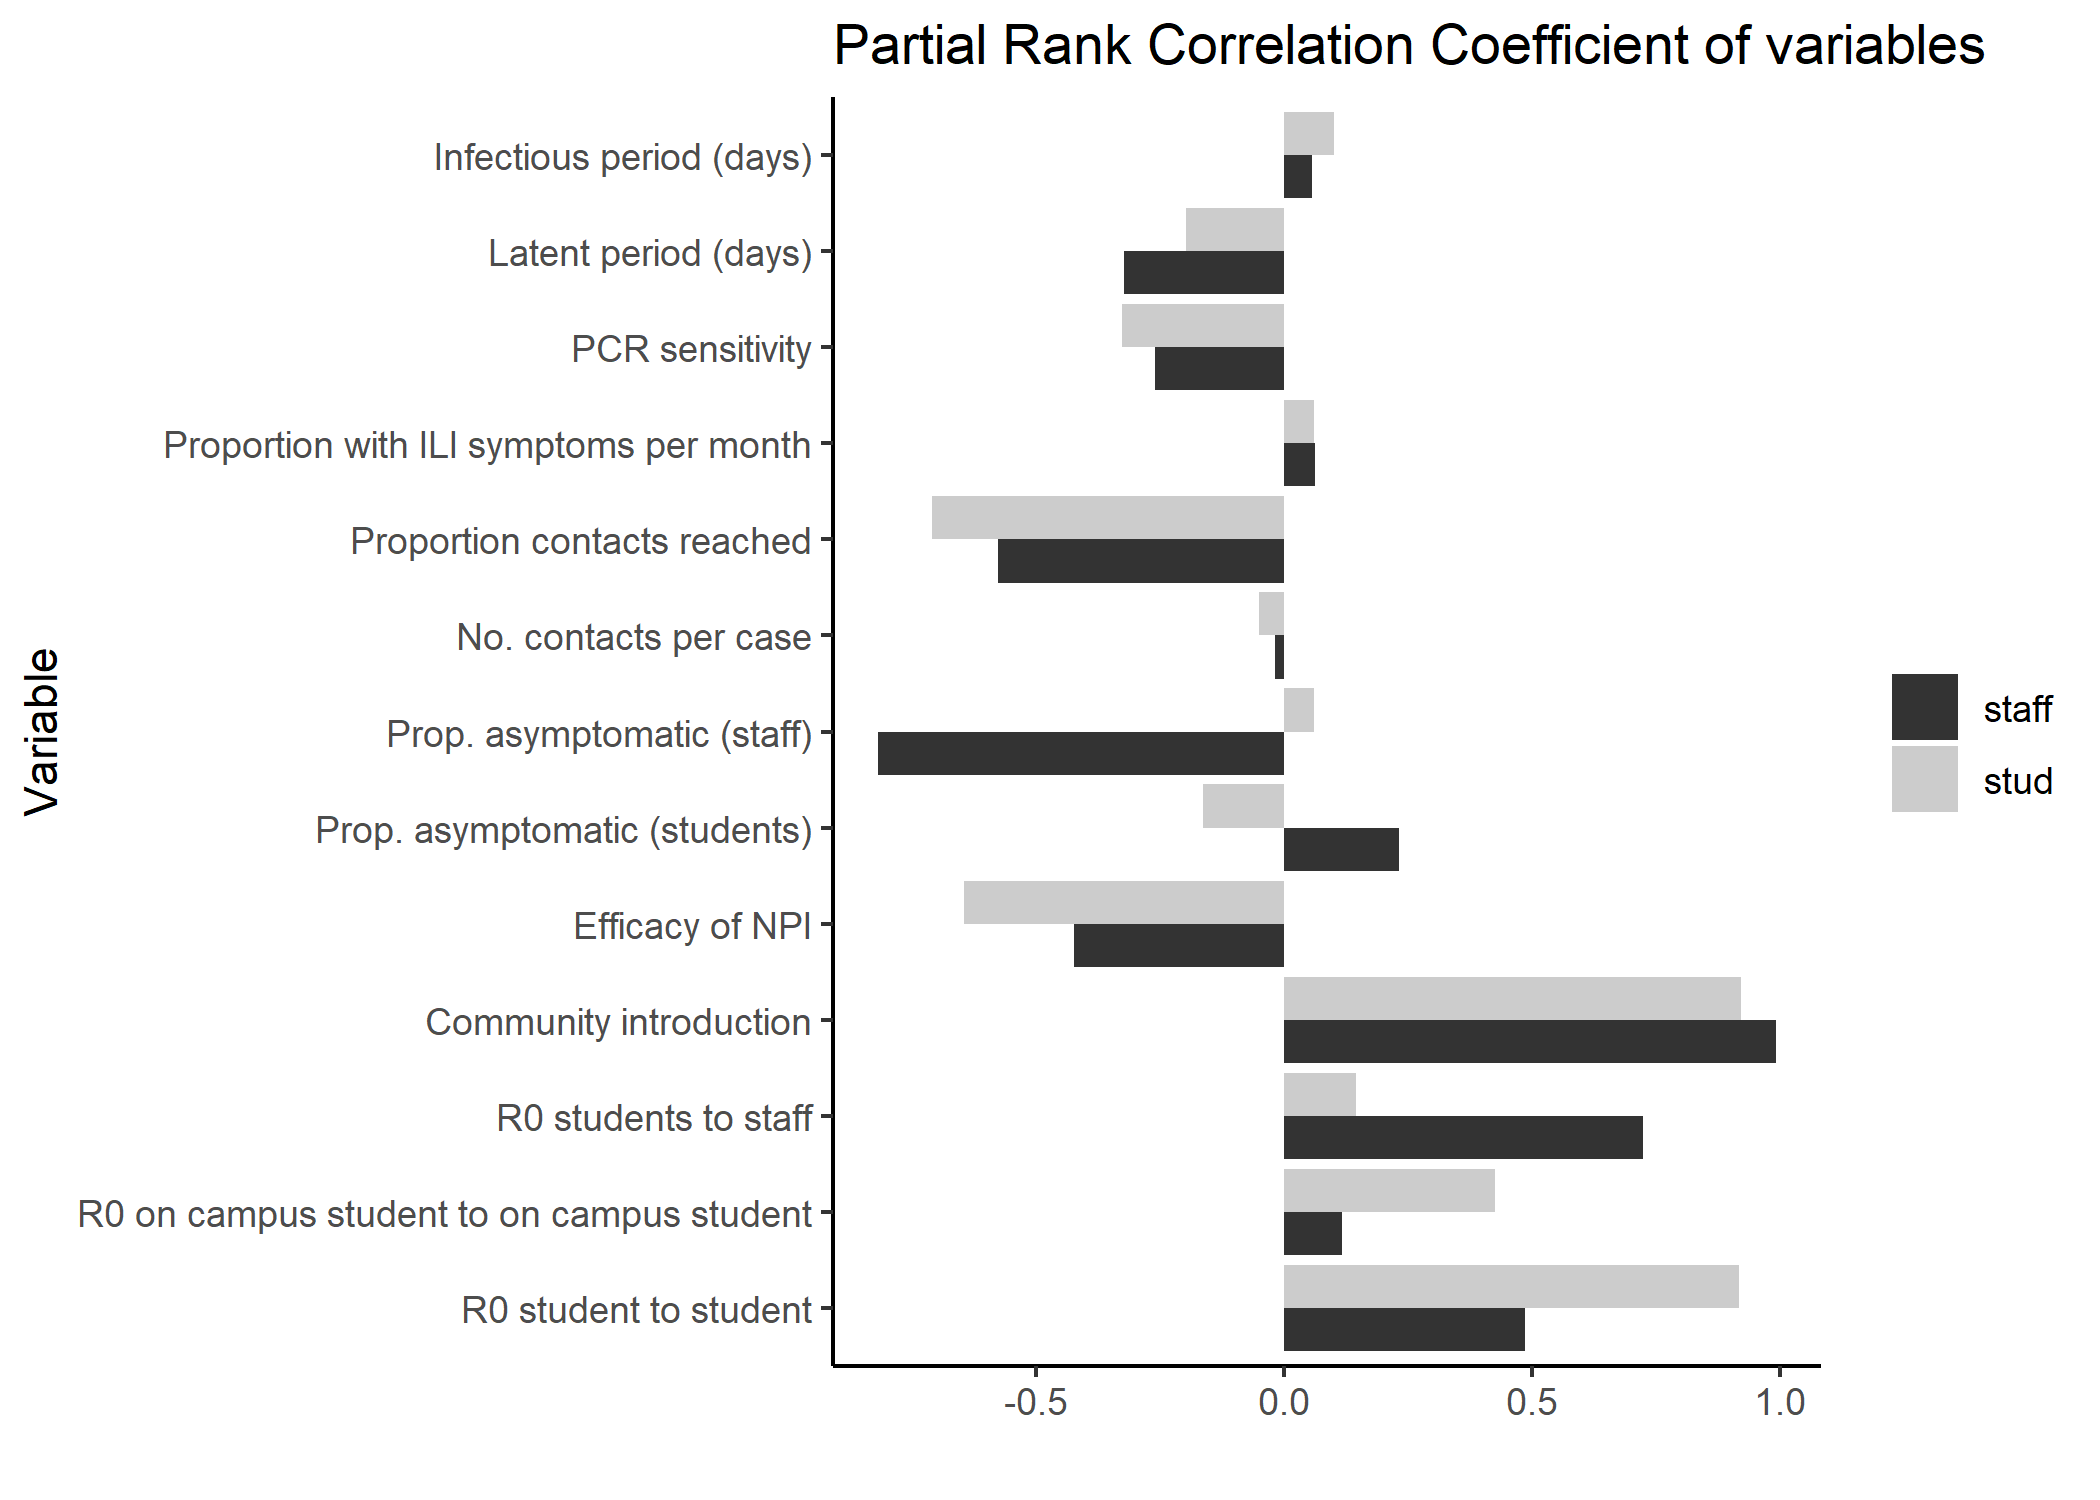 Partial Rank Correlation Coefficient of variables
Infectious period (days)
Latent period (days)
PCR sensitivity
Proportion with ILI symptoms per month
Proportion contacts reached
No. contacts per case
Prop. asymptomatic (staff)
Prop. asymptomatic (students)
Efficacy of NPI
Community introduction
R0 students to staff
R0 on campus student to on campus student
R0 student to student
Variable
-0.5 0.0 0.5 1.0
staff
stud